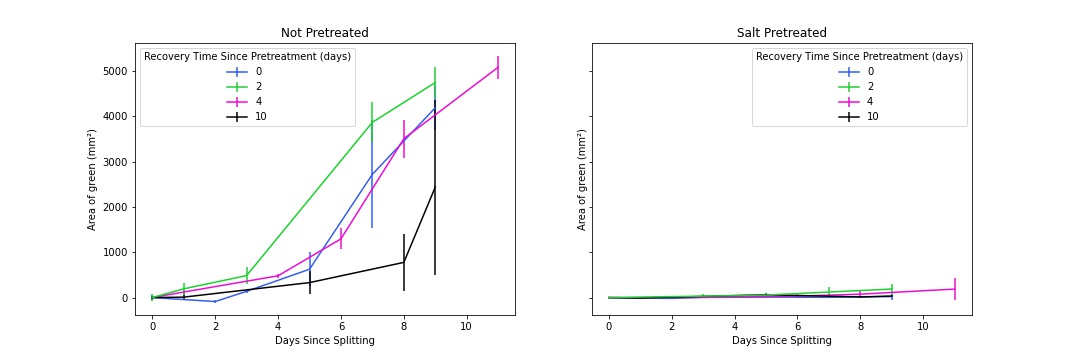 Not Pretreated
Recovery Time Since Pretreatment (days)
0
2
4
10
Area of green (mm²)
5000
4000
3000
2000
1000
0
0 2 4 6 8 10
Days Since Splitting
Salt Pretreated
Recovery Time Since Pretreatment (days)
0
2
4
10
Area of green (mm²)
0 2 4 6 8 10
Days Since Splitting